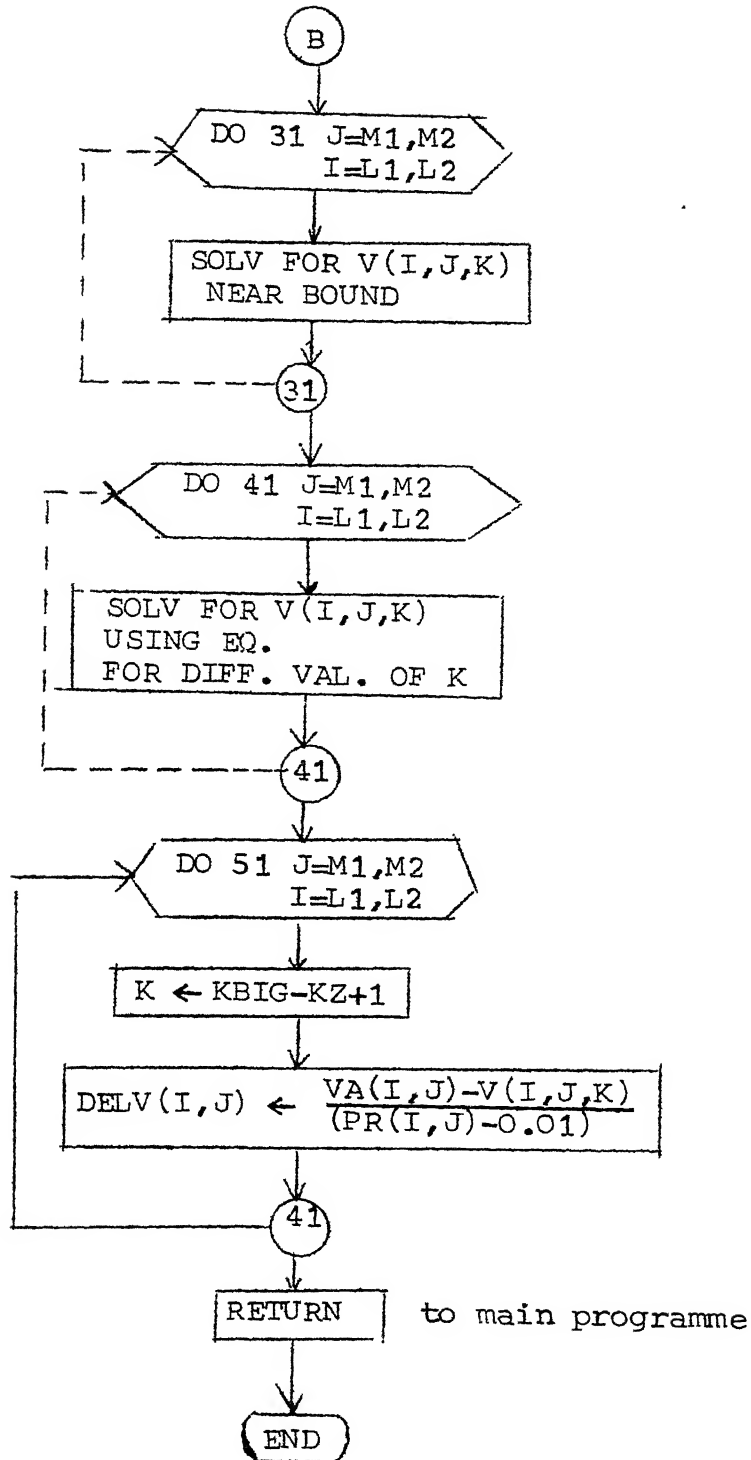 B
DO 31 J=M1,M2
I=L1,L2
SOLV FOR V(I,J,K)
NEAR BOUND
31
DO 41 J=M1,M2
I=L1,L2
SOLV FOR V(I,J,K)
USING EQ.
FOR DIFF. VAL. OF K
41
DO 51 J=M1,M2
I=L1,L2
K ← KBIG-KZ+1
DELV(I,J) ← VA(I,J)-V(I,J,K)
(PR(I,J)-0.01)
41
RETURN to main programme
END